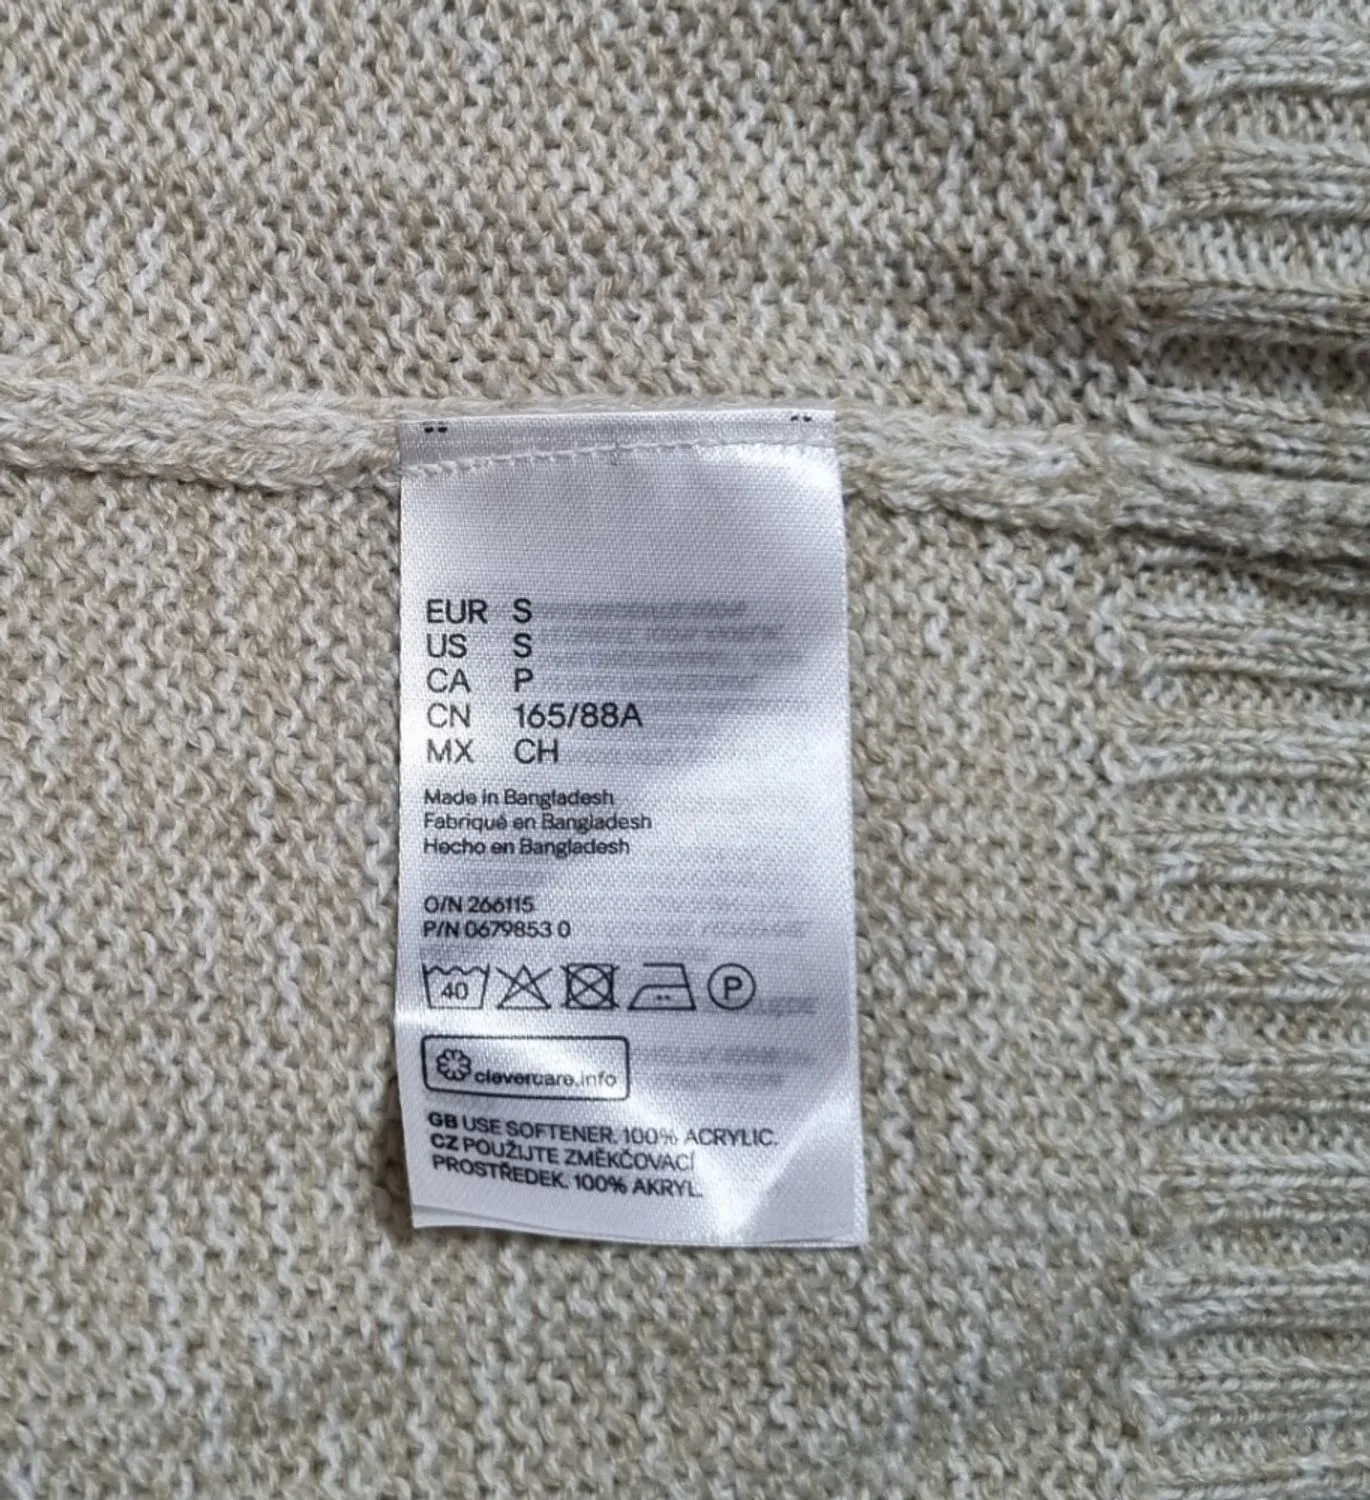 EUR S
US S
CA P
CN 165/88A
MX CH
Made in Bangladesh
Fabriqué en Bangladesh
Hecho en Bangladesh
O/N 266115
P/N 0679853 0
40 P
clevercare.info
GB USE SOFTENER. 100% ACRYLIC.
CZ POUŽIJTE ZMĚKČOVACÍ
PROSTŘEDEK. 100% AKRYL.